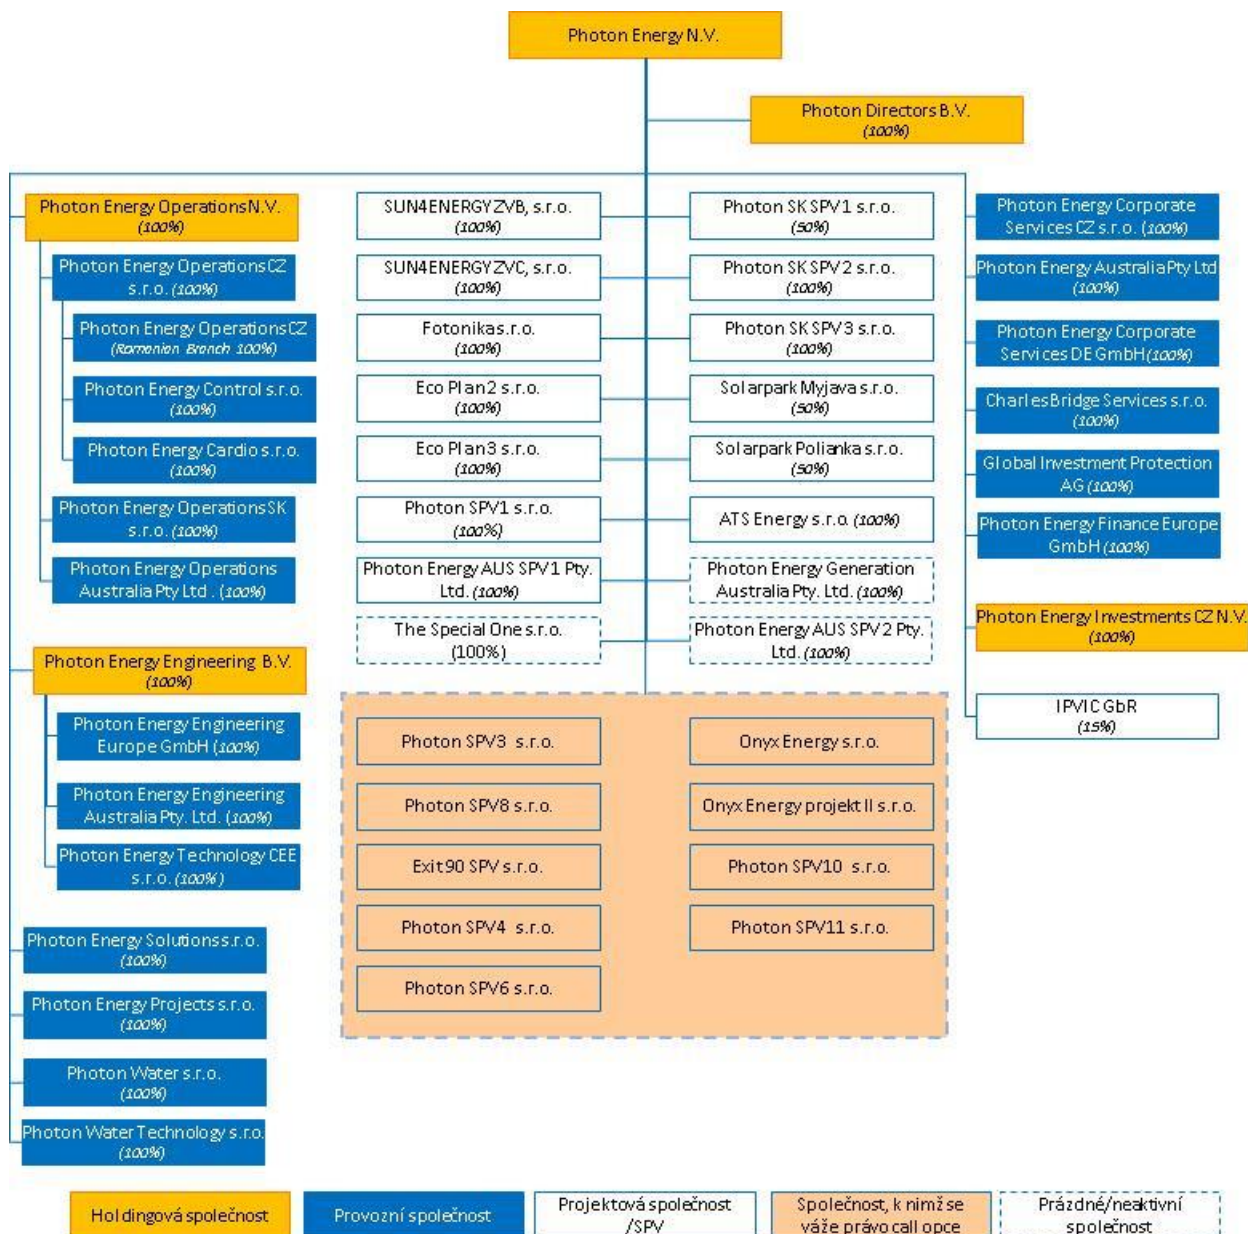 Photon Energy N.V.
Photon Directors B.V.
(100%)
Photon Energy Operations N.V.
(100%)
Photon Energy Operations CZ
s.r.o. (100%)
Photon Energy Operations CZ
(Romanian Branch 100%)
Photon Energy Control s.r.o.
(100%)
Photon Energy Cardio s.r.o.
(100%)
Photon Energy Operations SK
s.r.o. (100%)
Photon Energy Operations
Australia Pty Ltd . (100%)
Photon Energy Engineering B.V.
(100%)
Photon Energy Engineering
Europe GmbH (100%)
Photon Energy Engineering
Australia Pty. Ltd. (100%)
Photon Energy Technology CEE
s.r.o. (100% )
Photon Energy Solutions s.r.o.
(100%)
Photon Energy Projects s.r.o.
(100%)
Photon Water s.r.o.
(100%)
Photon Water Technology s.r.o.
(100%)
SUN4ENERGY ZVB, s.r.o.
(100%)
SUN4ENERGY ZVC, s.r.o.
(100%)
Fotonika s.r.o.
(100%)
Eco Plan 2 s.r.o.
(100%)
Eco Plan 3 s.r.o.
(100%)
Photon SPV1 s.r.o.
(100%)
Photon Energy AUS SPV 1 Pty.
Ltd. (100%)
The Special One s.r.o.
(100%)
Photon SK SPV 1 s.r.o.
(50%)
Photon SK SPV 2 s.r.o.
(100%)
Photon SK SPV 3 s.r.o.
(100%)
Solarpark Myjava s.r.o.
(50%)
Solarpark Polianka s.r.o.
(50%)
ATS Energy s.r.o. (100%)
Photon Energy Generation
Australia Pty. Ltd. (100%)
Photon Energy AUS SPV 2 Pty.
Ltd. (100%)
Photon SPV3 s.r.o.
Photon SPV8 s.r.o.
Exit 90 SPV s.r.o.
Photon SPV4 s.r.o.
Photon SPV6 s.r.o.
Onyx Energy s.r.o.
Onyx Energy projekt II s.r.o.
Photon SPV10 s.r.o.
Photon SPV11 s.r.o.
Photon Energy Corporate
Services CZ s.r.o. (100%)
Photon Energy Australia Pty Ltd
(100%)
Photon Energy Corporate
Services DE GmbH (100%)
Charles Bridge Services s.r.o.
(100%)
Global Investment Protection
AG (100%)
Photon Energy Finance Europe
GmbH (100%)
Photon Energy Investments CZ N.V.
(100%)
IPVIC GbR
(15%)
Holdingová společnost
Provozní společnost
Projektová společnost
/SPV
Společnost, k nimž se
váže právo call opce
Prázdné/neaktivní
společnost